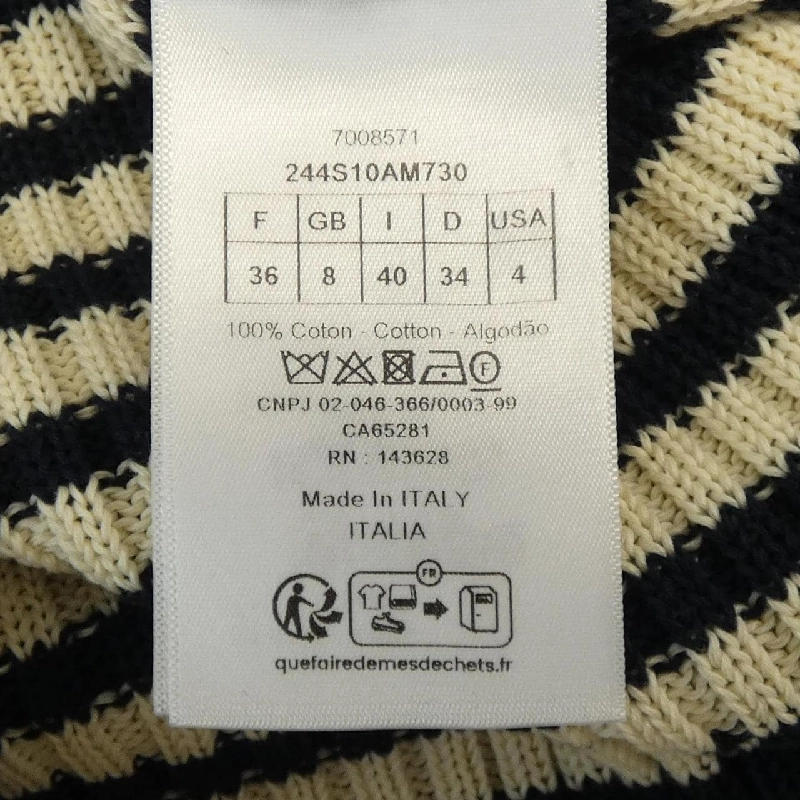 7008571
244S10AM730
F GB I D USA
36 8 40 34 4
100% Coton - Cotton - Algodão
F
CNPJ 02-046-366/0003-99
CA65281
RN : 143628
Made In ITALY
ITALIA
FR
quefairedemesdechets.fr